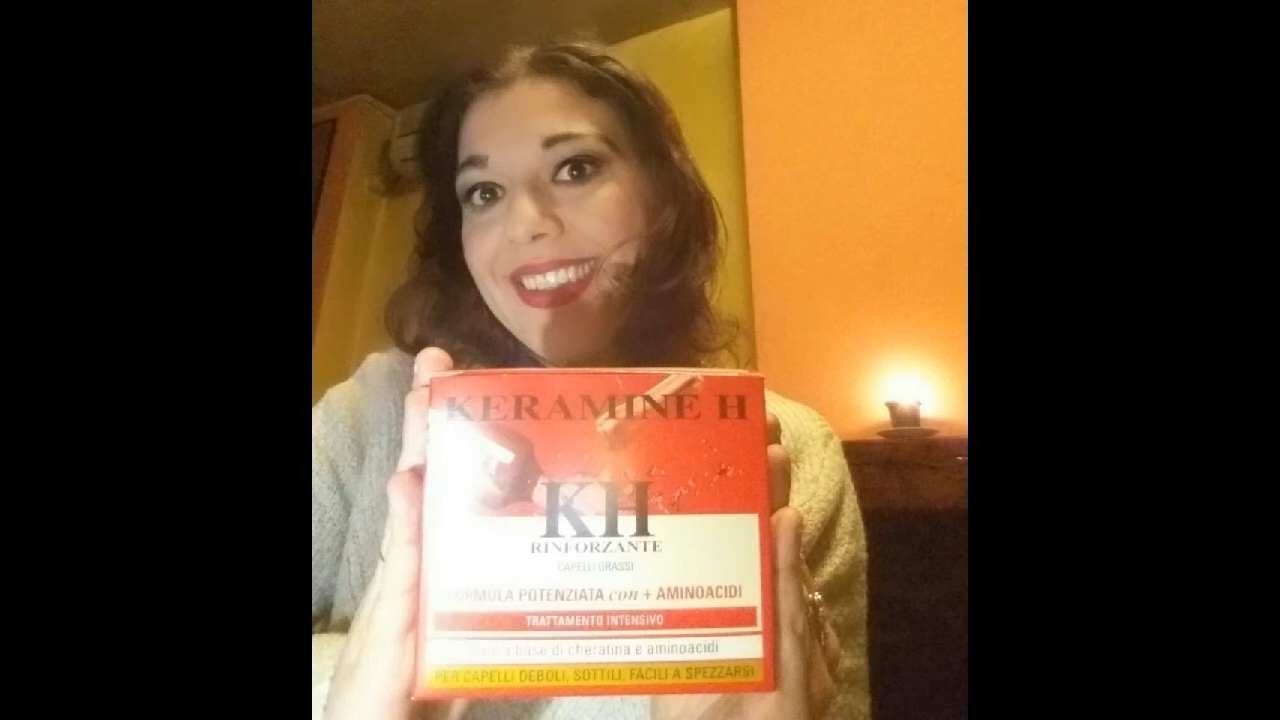 KERAMINE H
KH
RINFORZANTE
CAPELLI GRASSI
FORMULA POTENZIATA con + AMINOACIDI
TRATTAMENTO INTENSIVO
a base di cheratina e aminoacidi
PER CAPELLI DEBOLI, SOTTILI, FACILI A SPEZZARSI